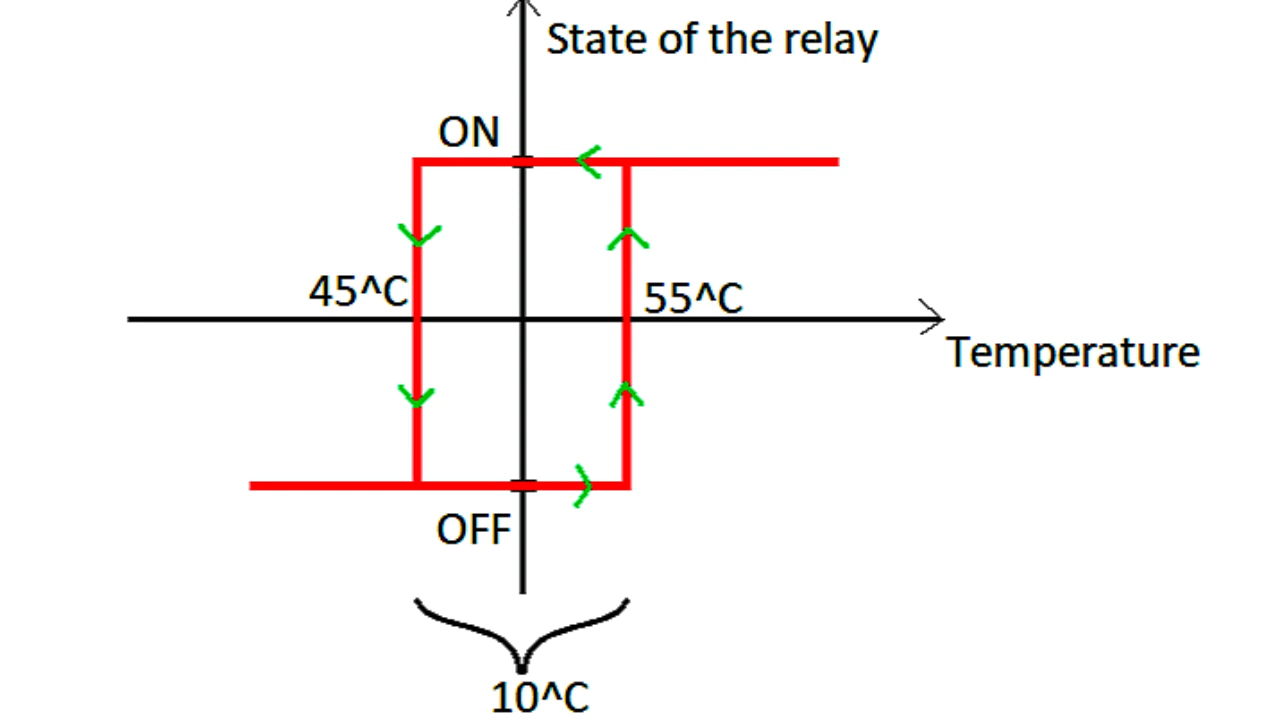 State of the relay
ON
45^C
55^C
Temperature
OFF
10^C